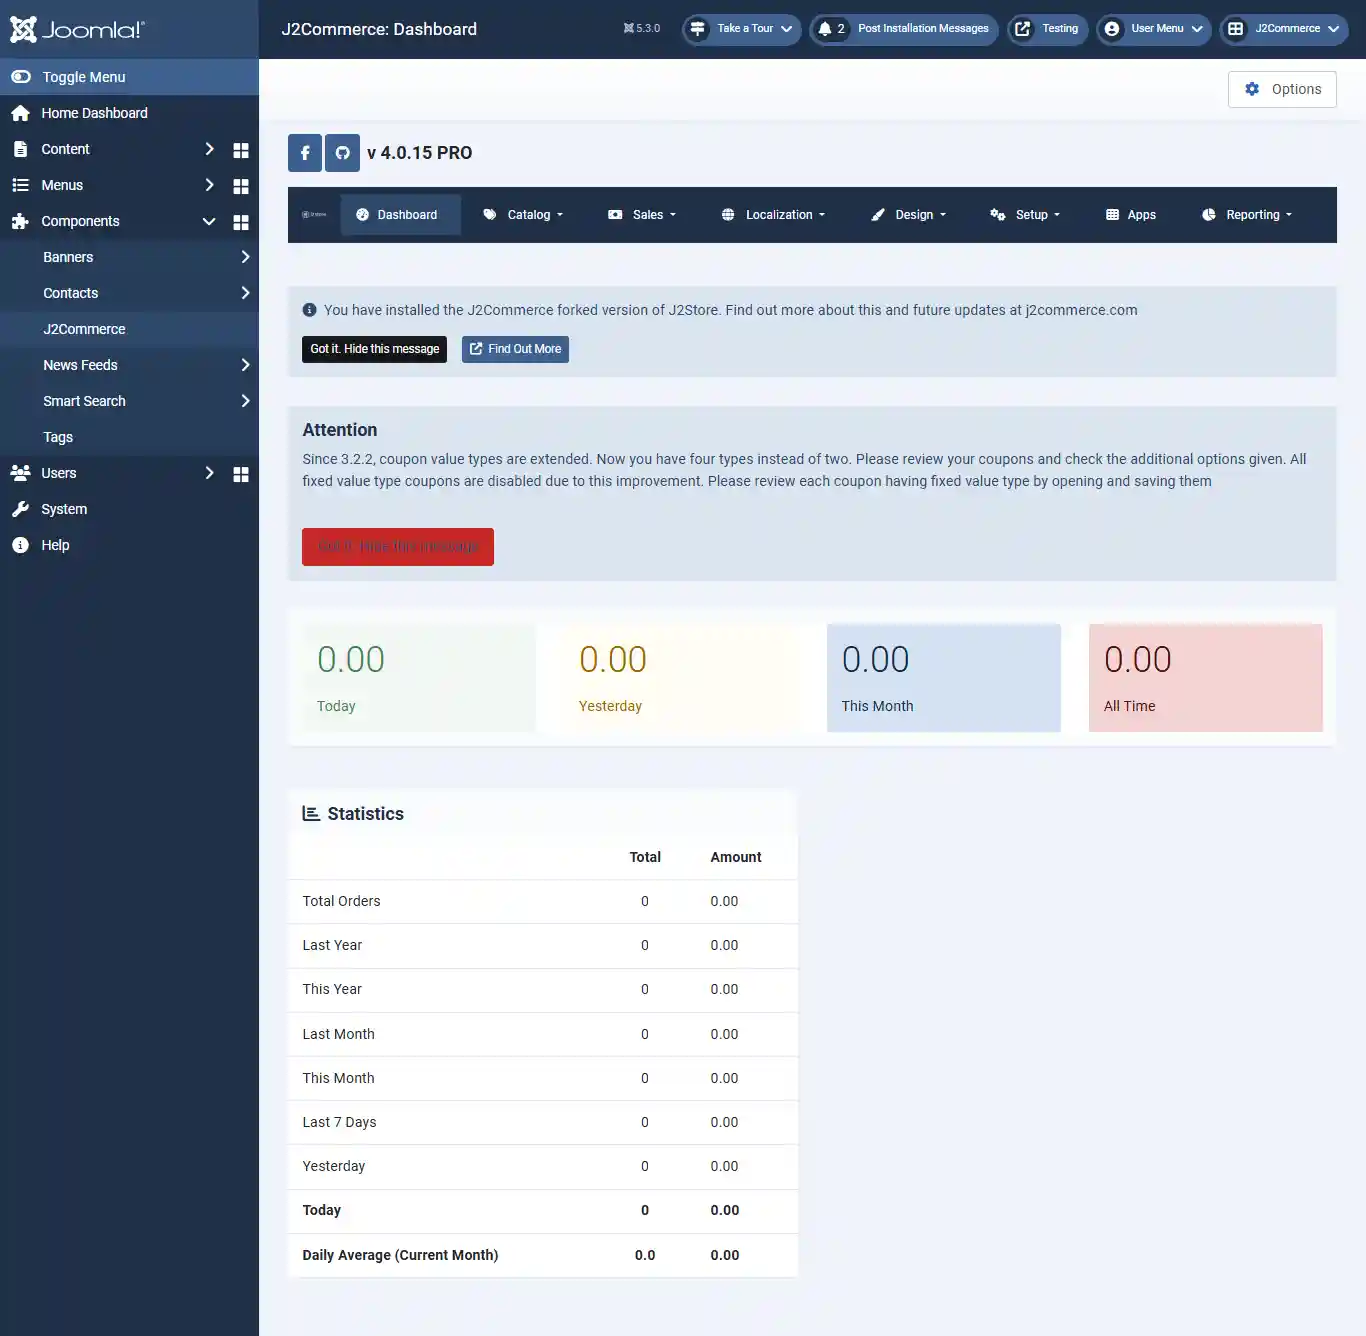 Joomla!
J2Commerce: Dashboard
5.3.0
Take a Tour
2 Post Installation Messages
Testing
User Menu
J2Commerce
Toggle Menu
Home Dashboard
Content
Menus
Components
Banners
Contacts
J2Commerce
News Feeds
Smart Search
Tags
Users
System
Help
Options
v 4.0.15 PRO
Dashboard
Catalog
Sales
Localization
Design
Setup
Apps
Reporting
You have installed the J2Commerce forked version of J2Store. Find out more about this and future updates at j2commerce.com
Got it. Hide this message
Find Out More
Attention
Since 3.2.2, coupon value types are extended. Now you have four types instead of two. Please review your coupons and check the additional options given. All
fixed value type coupons are disabled due to this improvement. Please review each coupon having fixed value type by opening and saving them
Got it. Hide this message
0.00
Today
0.00
Yesterday
0.00
This Month
0.00
All Time
Statistics
Total Amount
Total Orders 0 0.00
Last Year 0 0.00
This Year 0 0.00
Last Month 0 0.00
This Month 0 0.00
Last 7 Days 0 0.00
Yesterday 0 0.00
Today 0 0.00
Daily Average (Current Month) 0.0 0.00